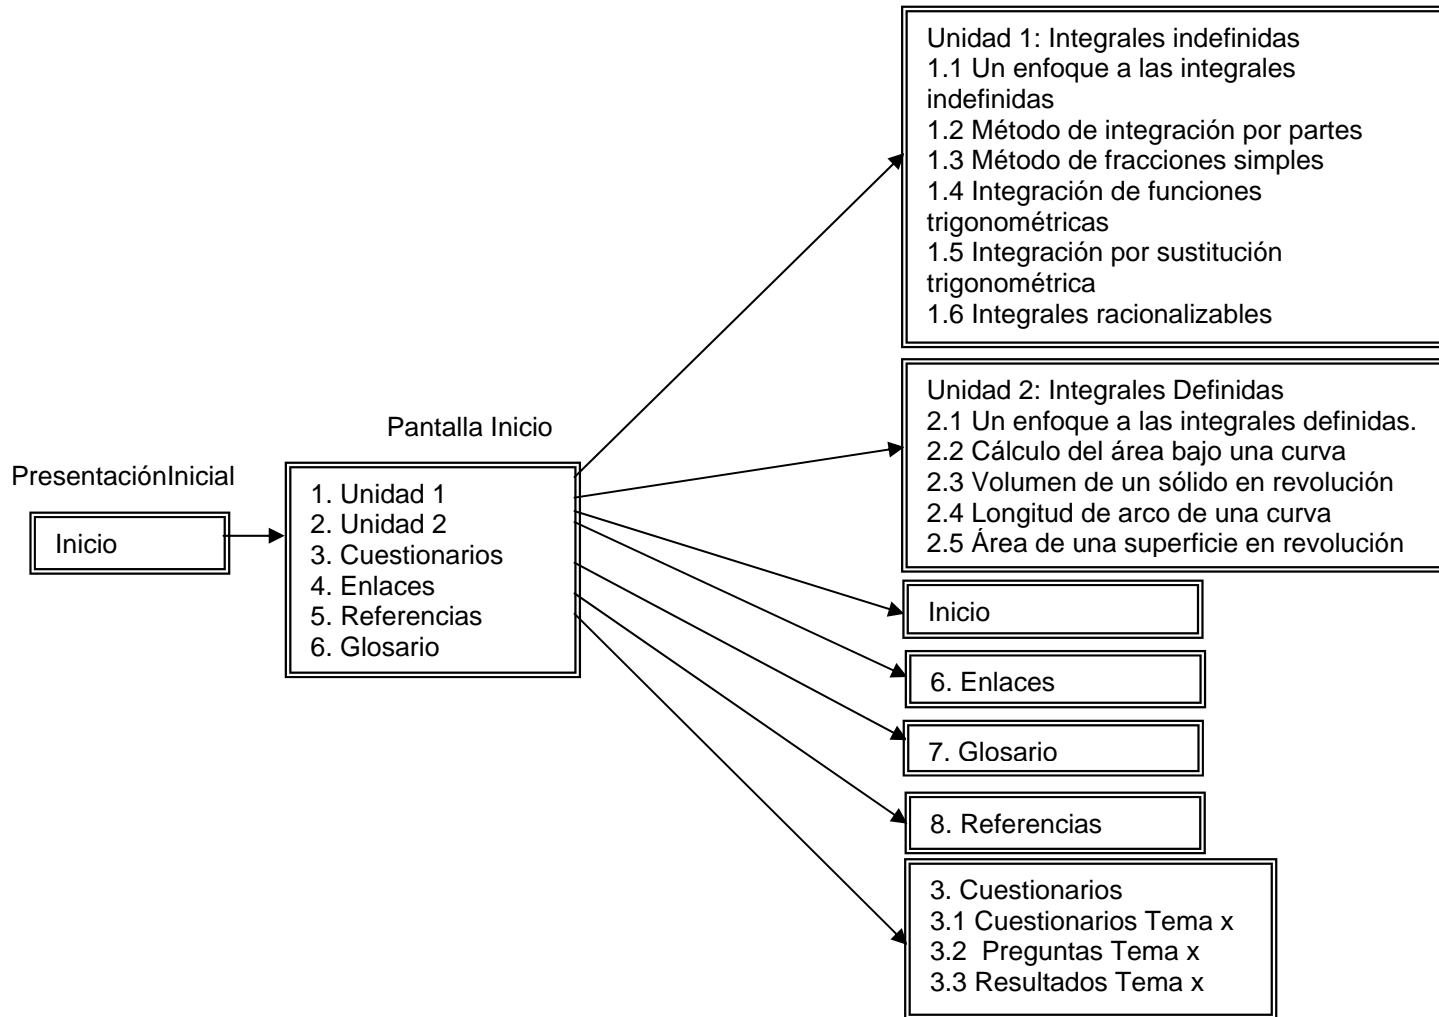 PresentaciónInicial
Inicio
Pantalla Inicio
1. Unidad 1
2. Unidad 2
3. Cuestionarios
4. Enlaces
5. Referencias
6. Glosario
Unidad 1: Integrales indefinidas
1.1 Un enfoque a las integrales
indefinidas
1.2 Método de integración por partes
1.3 Método de fracciones simples
1.4 Integración de funciones
trigonométricas
1.5 Integración por sustitución
trigonométrica
1.6 Integrales racionalizables
Unidad 2: Integrales Definidas
2.1 Un enfoque a las integrales definidas.
2.2 Cálculo del área bajo una curva
2.3 Volumen de un sólido en revolución
2.4 Longitud de arco de una curva
2.5 Área de una superficie en revolución
Inicio
6. Enlaces
7. Glosario
8. Referencias
3. Cuestionarios
3.1 Cuestionarios Tema x
3.2  Preguntas Tema x
3.3 Resultados Tema x